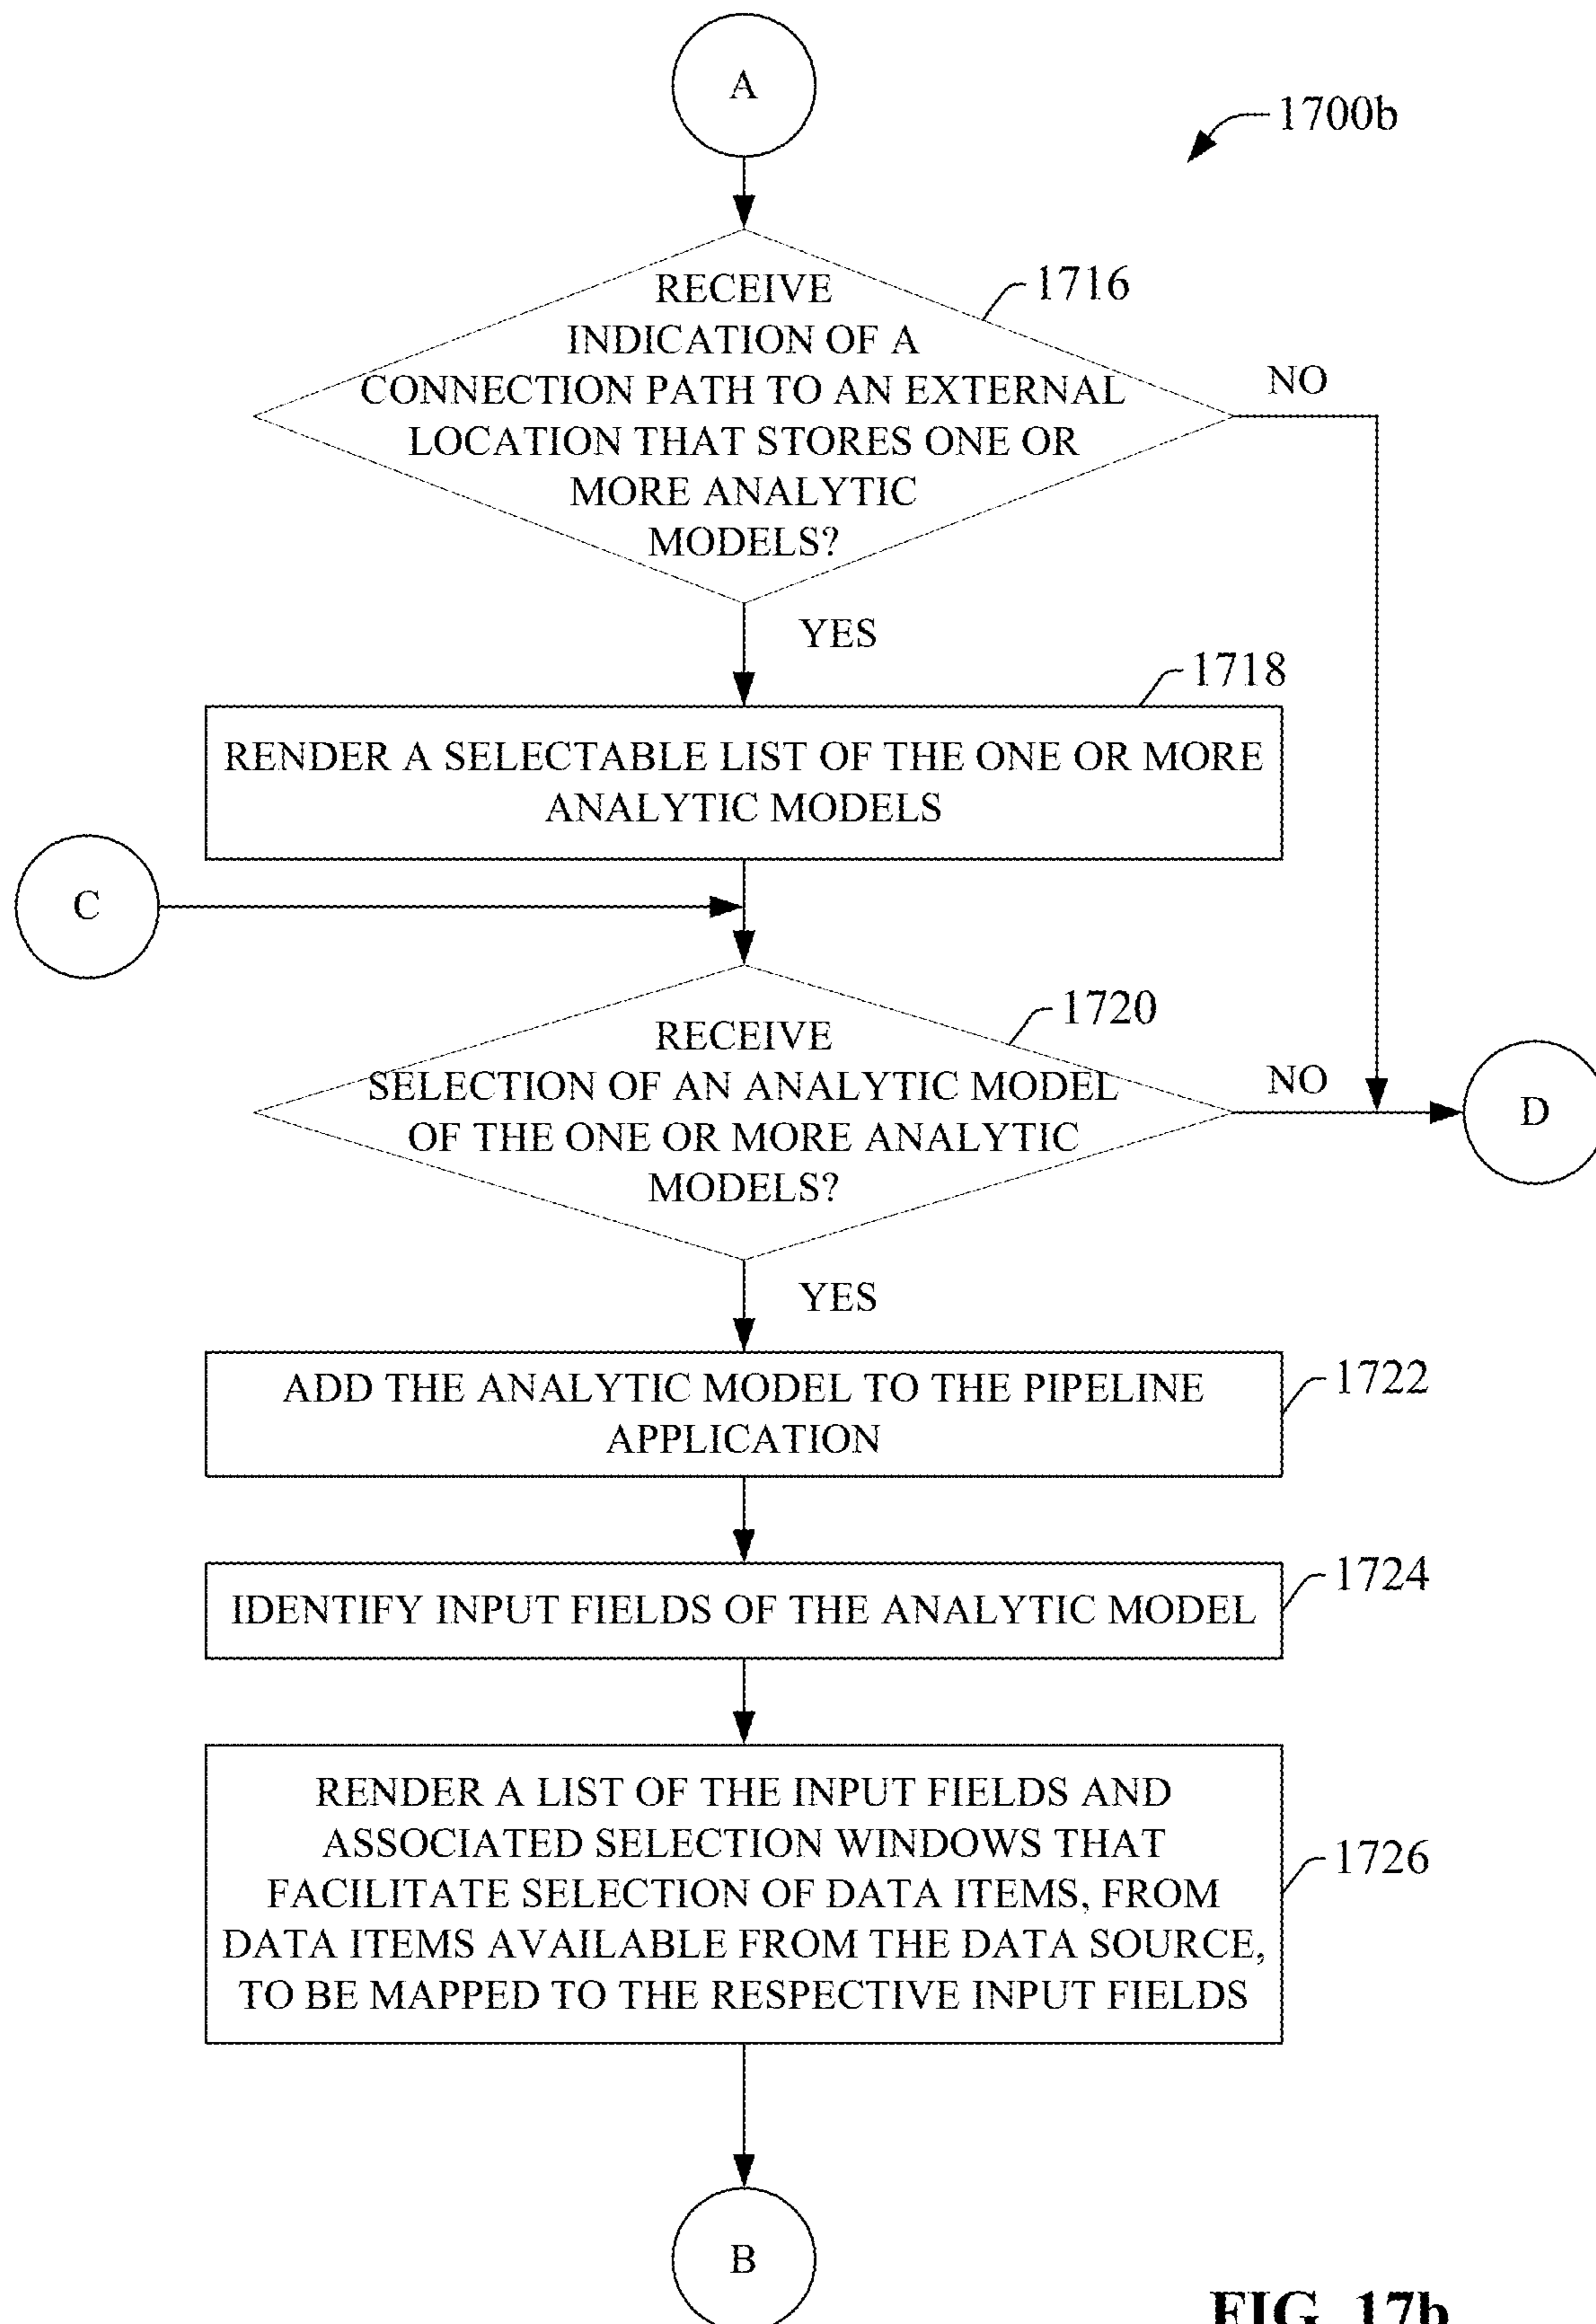 A
1700b
RECEIVE
INDICATION OF A
CONNECTION PATH TO AN EXTERNAL
LOCATION THAT STORES ONE OR
MORE ANALYTIC
MODELS?
1716
NO
YES
1718
RENDER A SELECTABLE LIST OF THE ONE OR MORE
ANALYTIC MODELS
C
RECEIVE
SELECTION OF AN ANALYTIC MODEL
OF THE ONE OR MORE ANALYTIC
MODELS?
1720
NO
D
YES
ADD THE ANALYTIC MODEL TO THE PIPELINE
APPLICATION
1722
IDENTIFY INPUT FIELDS OF THE ANALYTIC MODEL
1724
RENDER A LIST OF THE INPUT FIELDS AND
ASSOCIATED SELECTION WINDOWS THAT
FACILITATE SELECTION OF DATA ITEMS, FROM
DATA ITEMS AVAILABLE FROM THE DATA SOURCE,
TO BE MAPPED TO THE RESPECTIVE INPUT FIELDS
1726
B
FIG. 17b